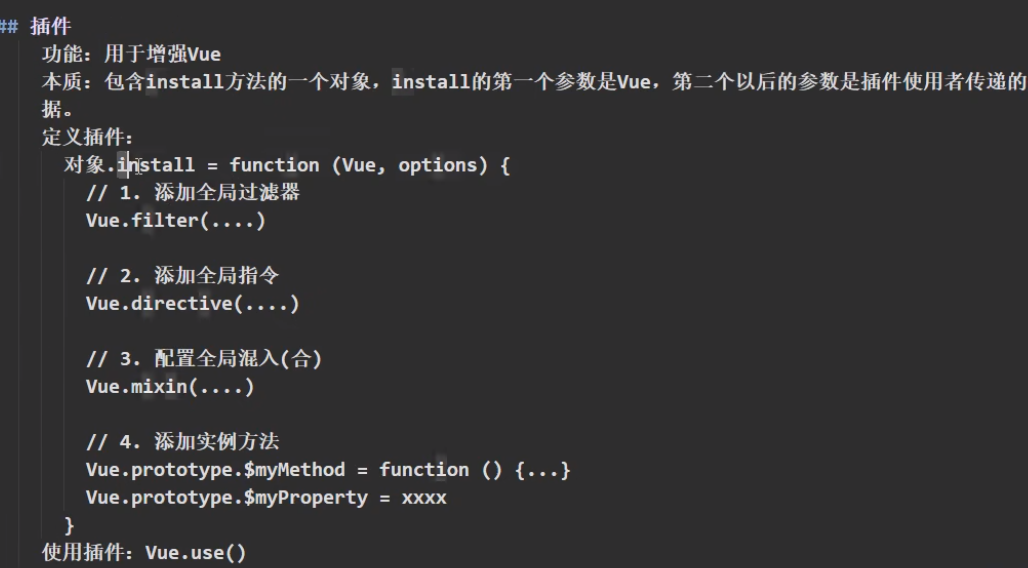 ## 插件
功能：用于增强Vue
本质：包含install方法的一个对象，install的第一个参数是Vue，第二个以后的参数是插件使用者传递的
据。
定义插件：
对象.install = function (Vue, options) {
// 1. 添加全局过滤器
Vue.filter(....)
// 2. 添加全局指令
Vue.directive(....)
// 3. 配置全局混入(合)
Vue.mixin(....)
// 4. 添加实例方法
Vue.prototype.$myMethod = function () {...}
Vue.prototype.$myProperty = xxxx
}
使用插件：Vue.use()